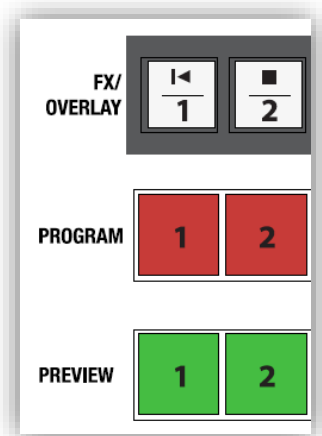 FX/
OVERLAY
1 2
PROGRAM 1 2
PREVIEW 1 2